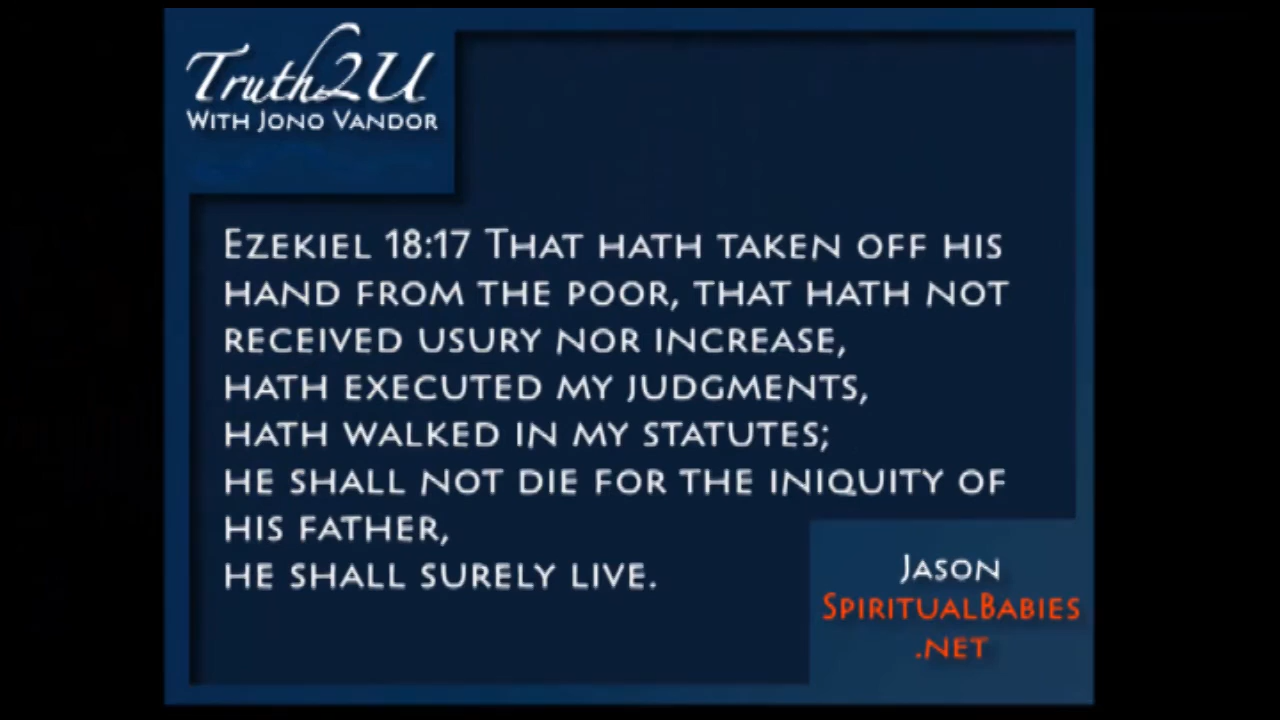 Truth2U
With Jono Vandor
Ezekiel 18:17 That hath taken off his
hand from the poor, that hath not
received usury nor increase,
hath executed my judgments,
hath walked in my statutes;
he shall not die for the iniquity of
his father,
he shall surely live.
Jason
SpiritualBabies
.net